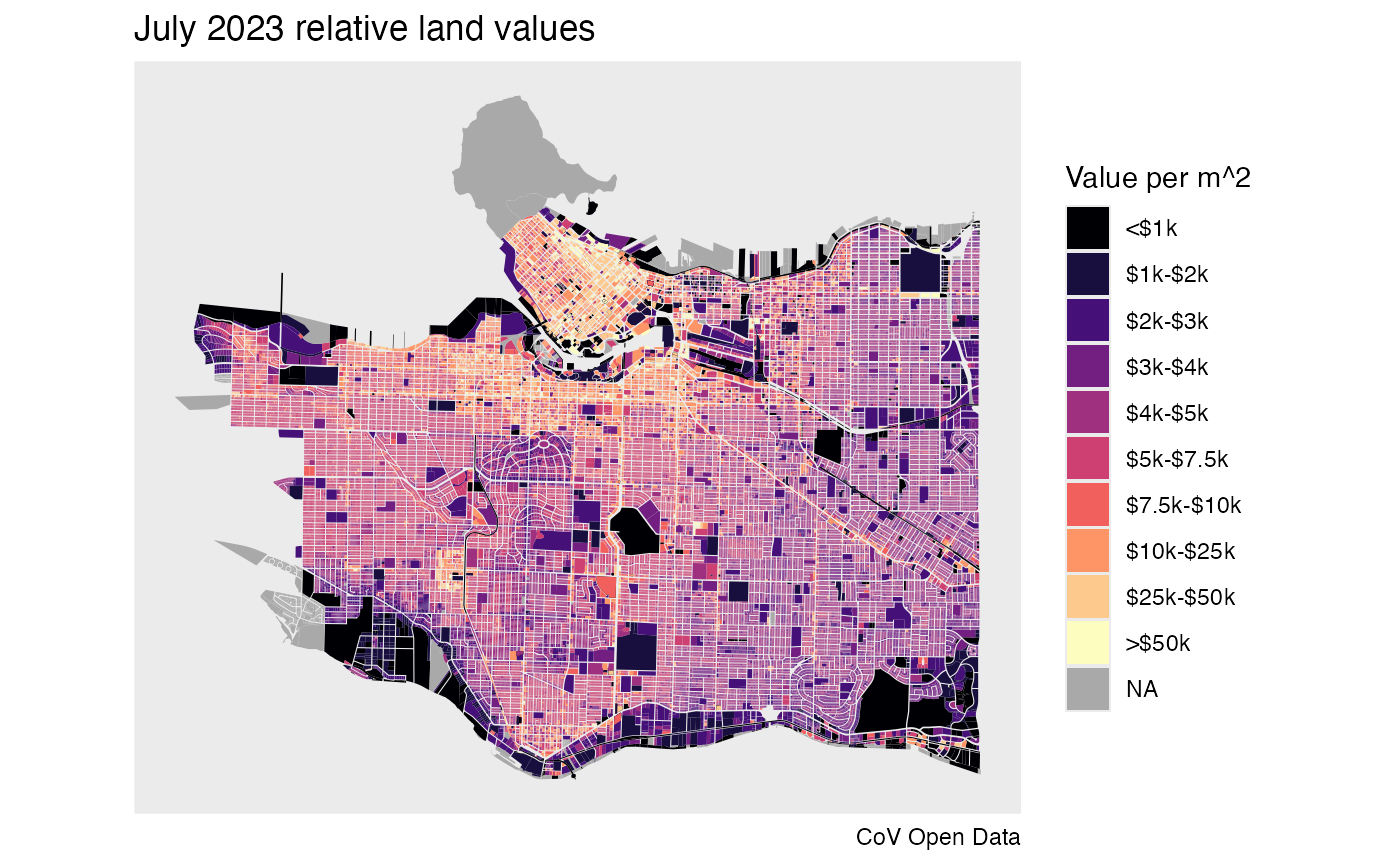 July 2023 relative land values
Value per m^2
<$1k
$1k-$2k
$2k-$3k
$3k-$4k
$4k-$5k
$5k-$7.5k
$7.5k-$10k
$10k-$25k
$25k-$50k
>$50k
NA
CoV Open Data